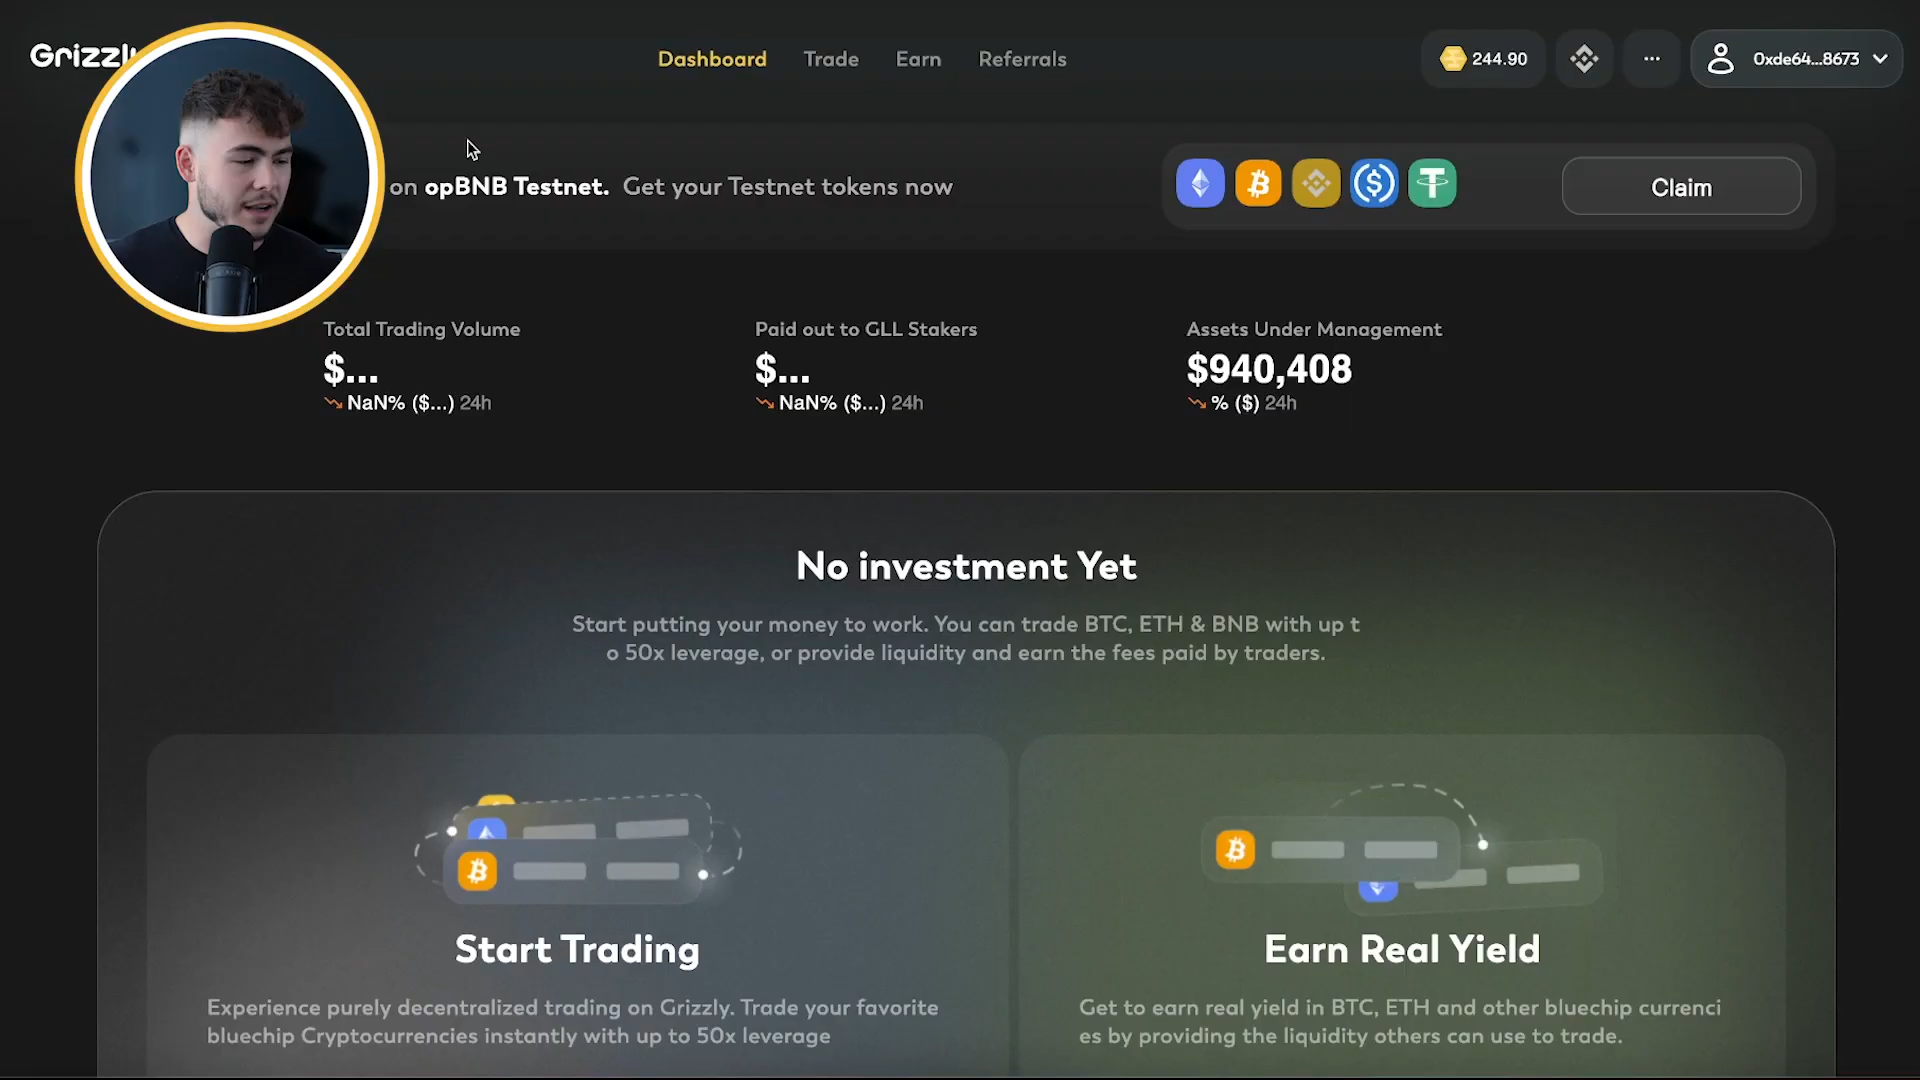 Grizzly
Dashboard
Trade
Earn
Referrals
244.90
...
0xde64...8673
on opBNB Testnet. Get your Testnet tokens now
Claim
Total Trading Volume
$...
NaN% ($...) 24h
Paid out to GLL Stakers
$...
NaN% ($...) 24h
Assets Under Management
$940,408
% ($) 24h
No investment Yet
Start putting your money to work. You can trade BTC, ETH & BNB with up t
o 50x leverage, or provide liquidity and earn the fees paid by traders.
Start Trading
Experience purely decentralized trading on Grizzly. Trade your favorite
bluechip Cryptocurrencies instantly with up to 50x leverage
Earn Real Yield
Get to earn real yield in BTC, ETH and other bluechip currenci
es by providing the liquidity others can use to trade.